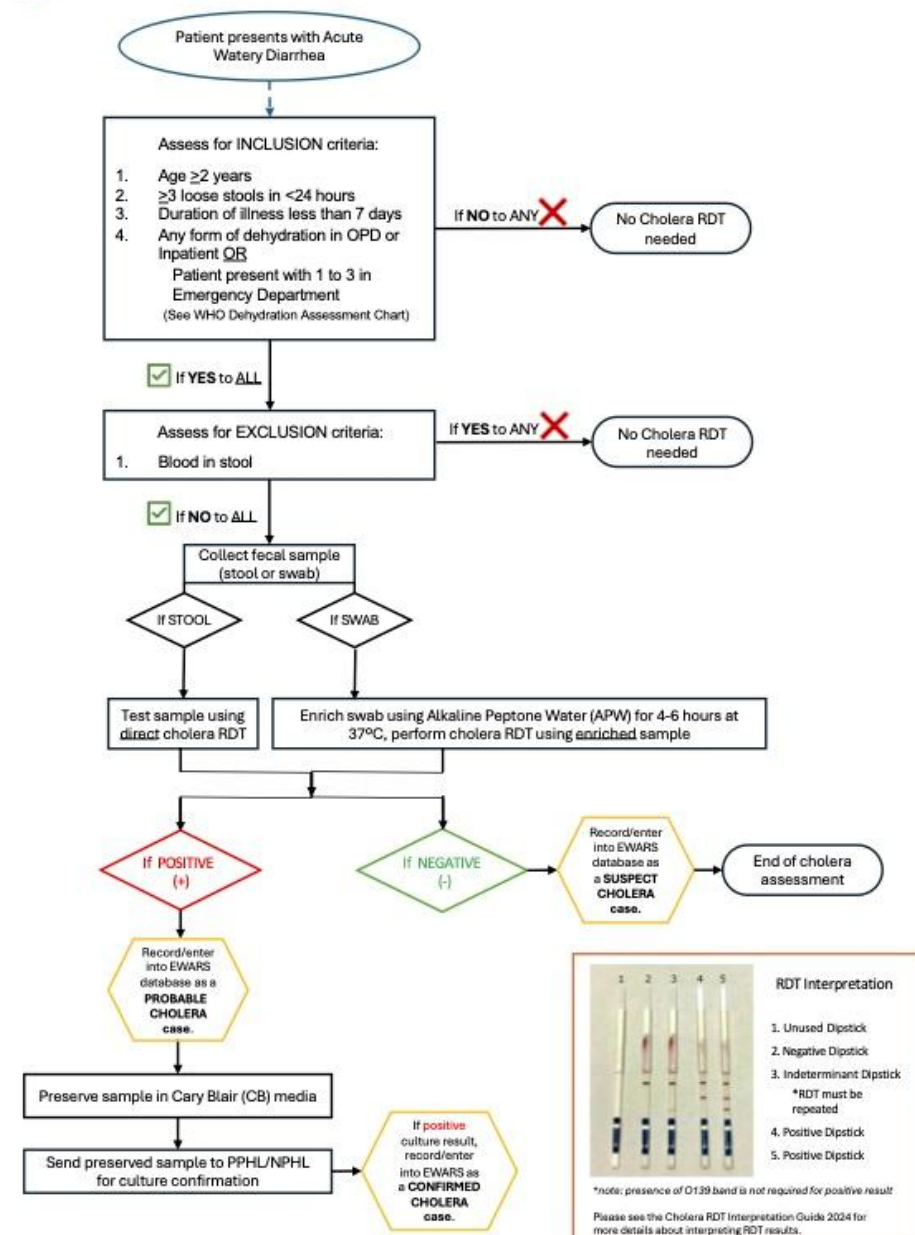 Patient presents with Acute
Watery Diarrhea
Assess for INCLUSION criteria:
1. Age ≥2 years
2. ≥3 loose stools in <24 hours
3. Duration of illness less than 7 days
4. Any form of dehydration in OPD or
Inpatient OR
Patient present with 1 to 3 in
Emergency Department
(See WHO Dehydration Assessment Chart)
If NO to ANY
No Cholera RDT
needed
If YES to ALL
Assess for EXCLUSION criteria:
1. Blood in stool
If YES to ANY
No Cholera RDT
needed
If NO to ALL
Collect fecal sample
(stool or swab)
If STOOL
If SWAB
Test sample using
direct cholera RDT
Enrich swab using Alkaline Peptone Water (APW) for 4-6 hours at
37ºC, perform cholera RDT using enriched sample
If POSITIVE
(+)
If NEGATIVE
(-)
Record/enter
into EWARS
database as
a SUSPECT
CHOLERA
case.
End of cholera
assessment
Record/enter
into EWARS
database as a
PROBABLE
CHOLERA
case.
Preserve sample in Cary Blair (CB) media
Send preserved sample to PPHL/NPHL
for culture confirmation
If positive
culture result,
record/enter
into EWARS as
a CONFIRMED
CHOLERA
case.
1 2 3 4 5
RDT Interpretation
1. Unused Dipstick
2. Negative Dipstick
3. Indeterminant Dipstick
*RDT must be
repeated
4. Positive Dipstick
5. Positive Dipstick
*note: presence of O139 band is not required for positive result
Please see the Cholera RDT Interpretation Guide 2024 for
more details about interpreting RDT results.